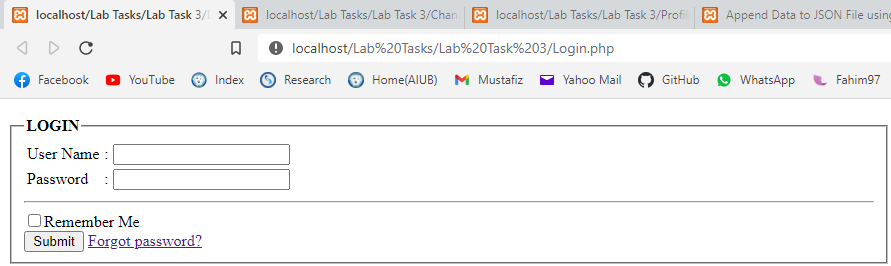 localhost/Lab Tasks/Lab Task 3/L
localhost/Lab Tasks/Lab Task 3/Chan
localhost/Lab Tasks/Lab Task 3/Profil
Append Data to JSON File using
localhost/Lab%20Tasks/Lab%20Task%203/Login.php
Facebook YouTube Index Research Home(AIUB) Mustafiz Yahoo Mail GitHub WhatsApp Fahim97
LOGIN
User Name :
Password :
Remember Me
Submit Forgot password?